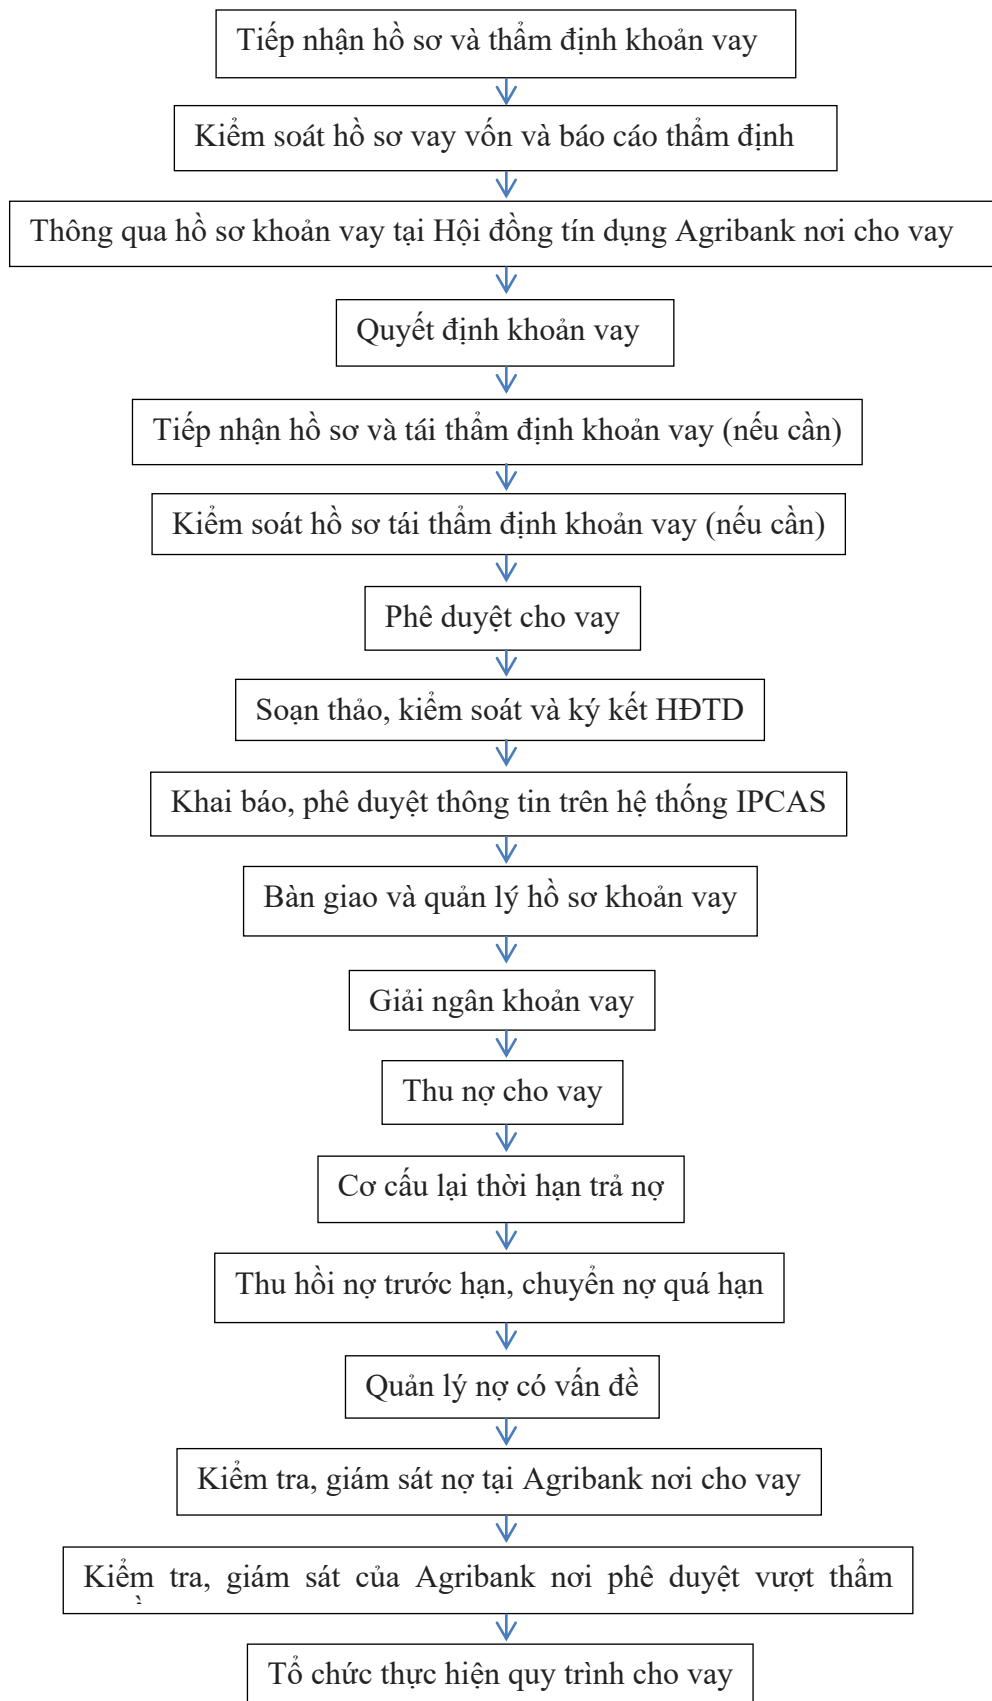 Tiếp nhận hồ sơ và thẩm định khoản vay
Kiểm soát hồ sơ vay vốn và báo cáo thẩm định
Thông qua hồ sơ khoản vay tại Hội đồng tín dụng Agribank nơi cho vay
Quyết định khoản vay
Tiếp nhận hồ sơ và tái thẩm định khoản vay (nếu cần)
Kiểm soát hồ sơ tái thẩm định khoản vay (nếu cần)
Phê duyệt cho vay
Soạn thảo, kiểm soát và ký kết HĐTD
Khai báo, phê duyệt thông tin trên hệ thống IPCAS
Bàn giao và quản lý hồ sơ khoản vay
Giải ngân khoản vay
Thu nợ cho vay
Cơ cấu lại thời hạn trả nợ
Thu hồi nợ trước hạn, chuyển nợ quá hạn
Quản lý nợ có vấn đề
Kiểm tra, giám sát nợ tại Agribank nơi cho vay
Kiểm tra, giám sát của Agribank nơi phê duyệt vượt thẩm
Tổ chức thực hiện quy trình cho vay